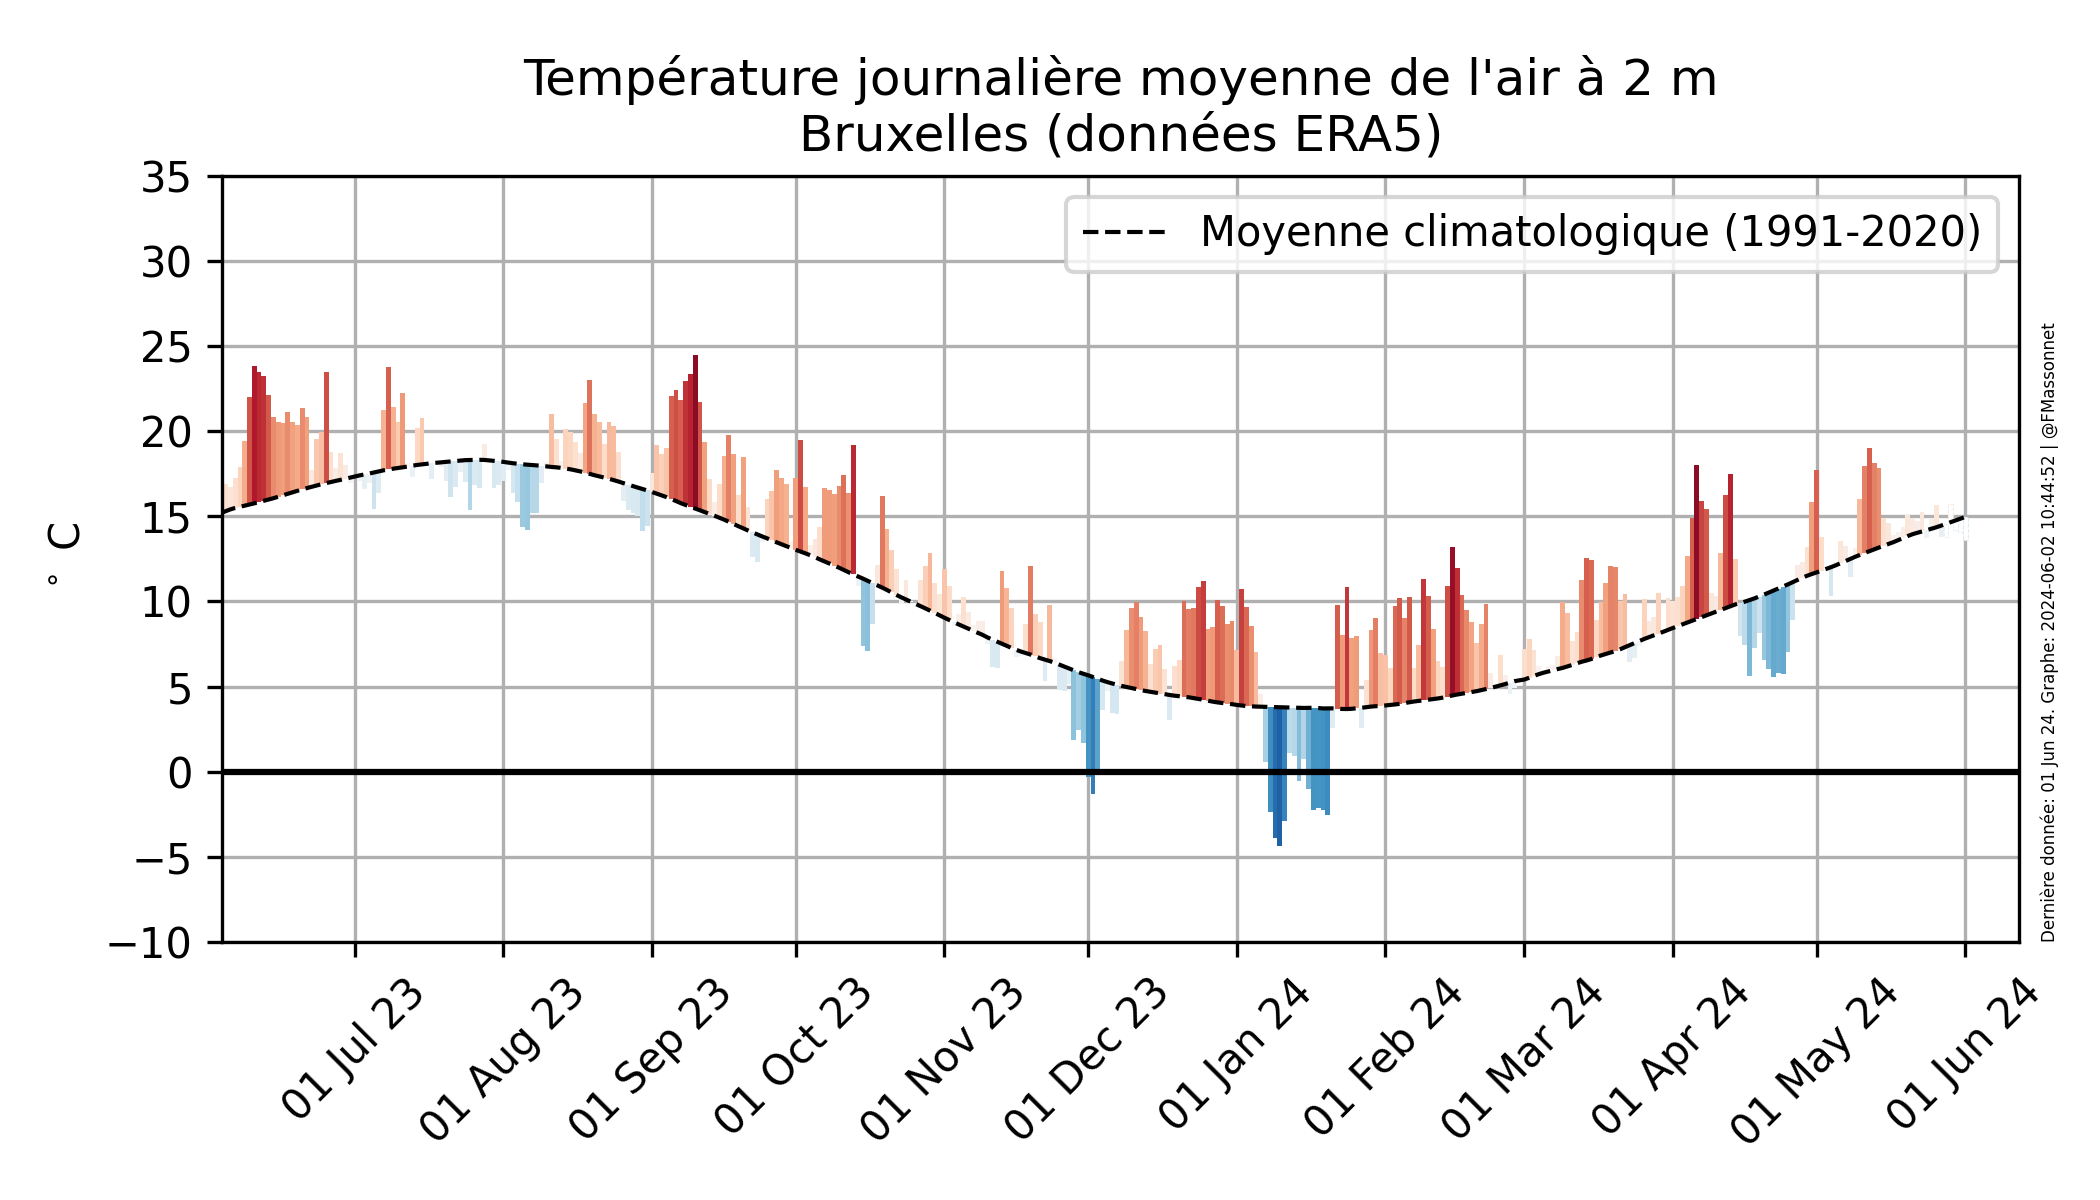 Température journalière moyenne de l'air à 2 m
Bruxelles (données ERA5)
Moyenne climatologique (1991-2020)
35
30
25
20
15
10
5
0
−5
−10
° C
01 Jul 23
01 Aug 23
01 Sep 23
01 Oct 23
01 Nov 23
01 Dec 23
01 Jan 24
01 Feb 24
01 Mar 24
01 Apr 24
01 May 24
01 Jun 24
Dernière donnée: 01 Jun 24. Graphe: 2024-06-02 10:44:52 | @FMassonnet